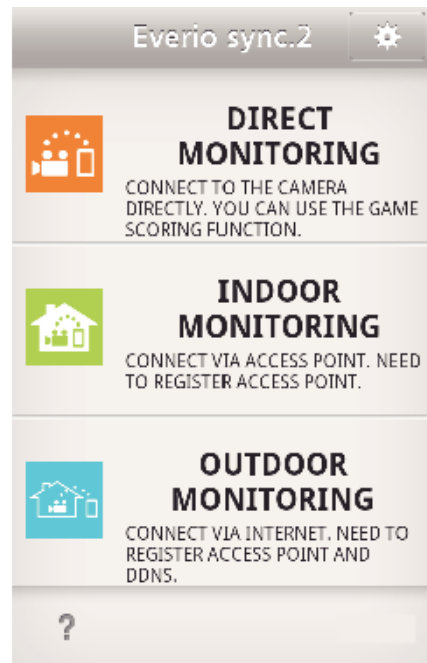 Everio sync.2
DIRECT
MONITORING
CONNECT TO THE CAMERA
DIRECTLY. YOU CAN USE THE GAME
SCORING FUNCTION.
INDOOR
MONITORING
CONNECT VIA ACCESS POINT. NEED
TO REGISTER ACCESS POINT.
OUTDOOR
MONITORING
CONNECT VIA INTERNET. NEED TO
REGISTER ACCESS POINT AND
DDNS.
?